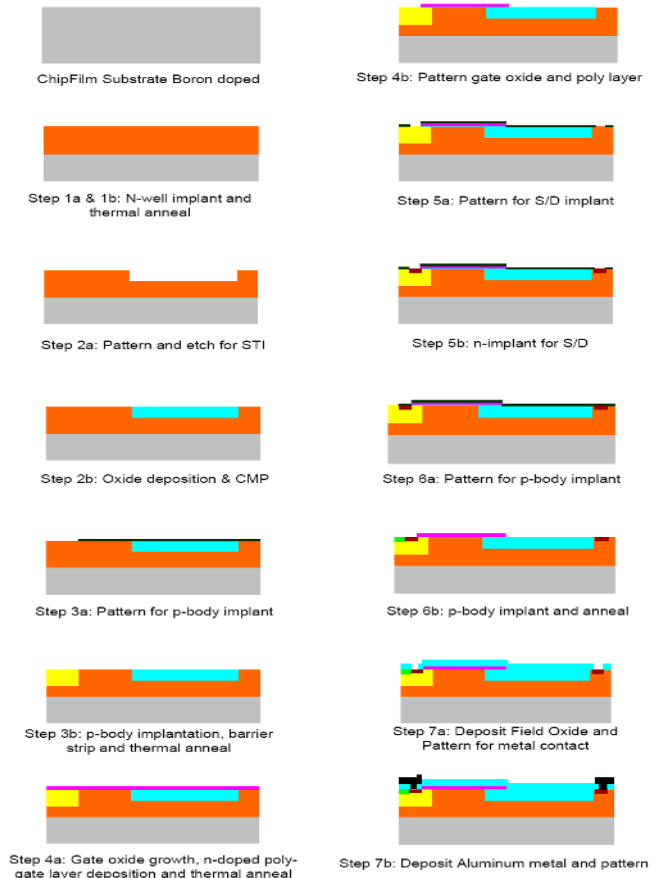 ChipFilm Substrate Boron doped
Step 1a & 1b: N-well implant and
thermal anneal
Step 2a: Pattern and etch for STI
Step 2b: Oxide deposition & CMP
Step 3a: Pattern for p-body implant
Step 3b: p-body implantation, barrier
strip and thermal anneal
Step 4a: Gate oxide growth, n-doped poly-
gate layer deposition and thermal anneal
Step 4b: Pattern gate oxide and poly layer
Step 5a: Pattern for S/D implant
Step 5b: n-implant for S/D
Step 6a: Pattern for p-body implant
Step 6b: p-body implant and anneal
Step 7a: Deposit Field Oxide and
Pattern for metal contact
Step 7b: Deposit Aluminum metal and pattern